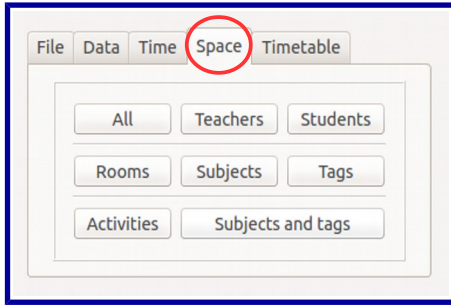 File Data Time Space Timetable
All Teachers Students
Rooms Subjects Tags
Activities Subjects and tags